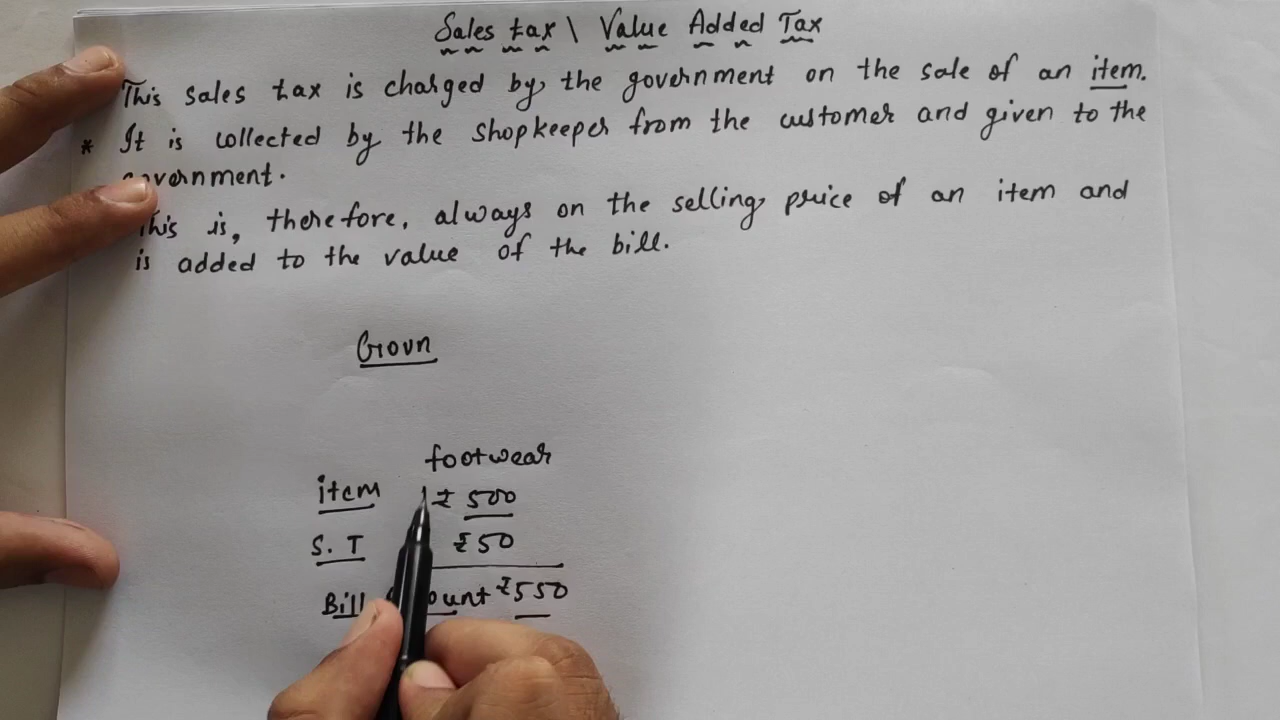 Sales tax \ Value Added Tax
This sales tax is charged by the government on the sale of an item.
* It is collected by the shopkeeper from the customer and given to the
government.
This is, therefore, always on the selling price of an item and
is added to the value of the bill.
Govn
footwear
item ₹ 500
S. T ₹50
Bill Amount ₹550